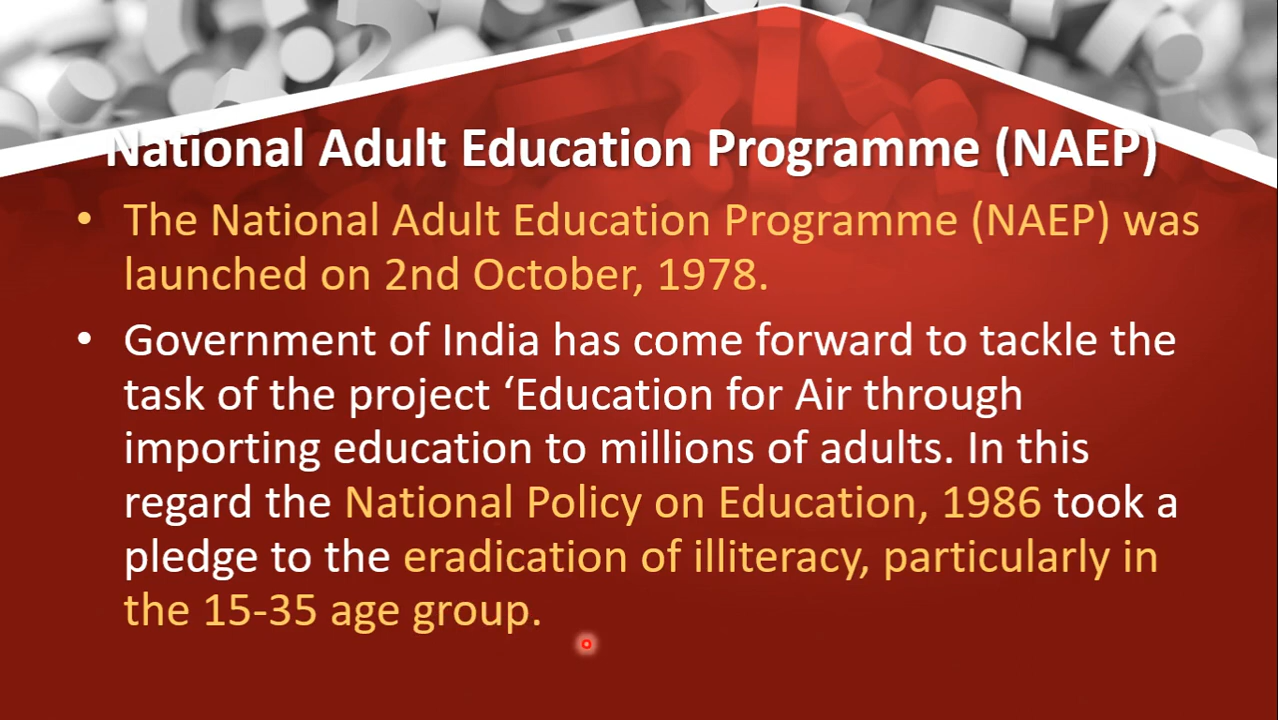 National Adult Education Programme (NAEP)
• The National Adult Education Programme (NAEP) was
launched on 2nd October, 1978.
• Government of India has come forward to tackle the
task of the project ‘Education for Air through
importing education to millions of adults. In this
regard the National Policy on Education, 1986 took a
pledge to the eradication of illiteracy, particularly in
the 15-35 age group.